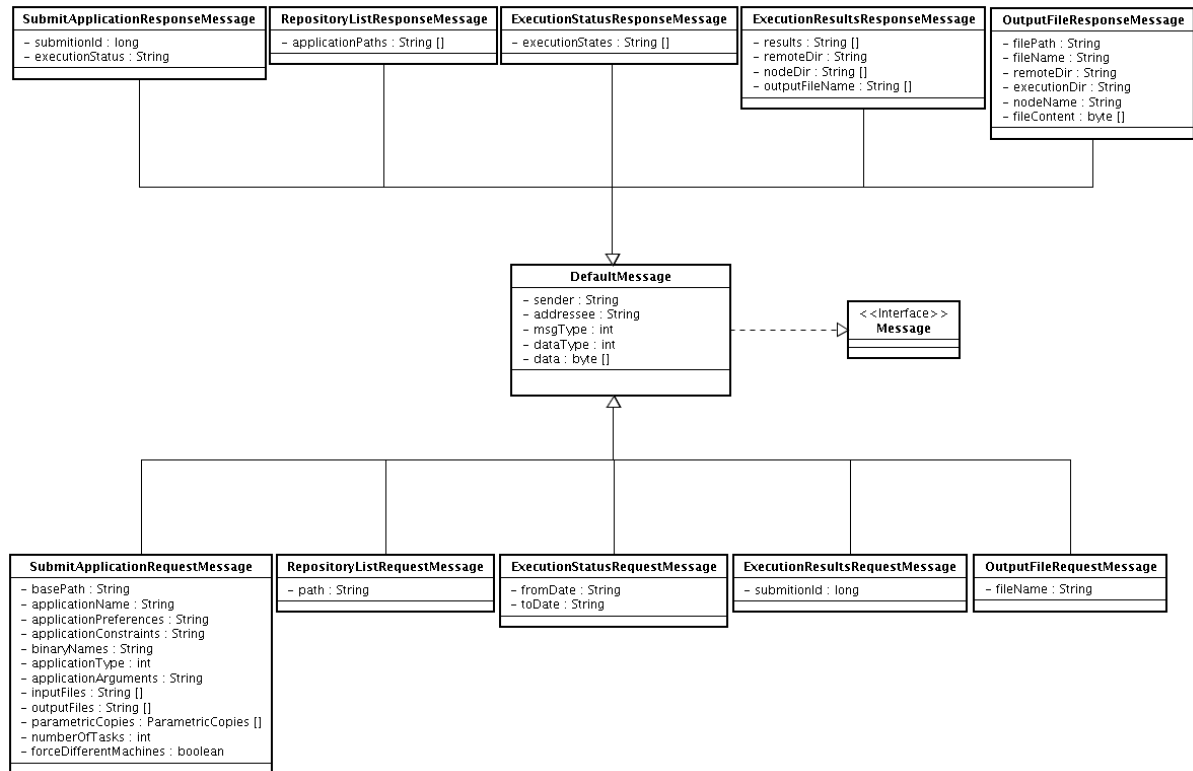 SubmitApplicationResponseMessage
- submitionId : long
- executionStatus : String
RepositoryListResponseMessage
- applicationPaths : String []
ExecutionStatusResponseMessage
- executionStates : String []
ExecutionResultsResponseMessage
- results : String []
- remoteDir : String
- nodeDir : String []
- outputFileName : String []
OutputFileResponseMessage
- filePath : String
- fileName : String
- remoteDir : String
- executionDir : String
- nodeName : String
- fileContent : byte []
DefaultMessage
- sender : String
- addressee : String
- msgType : int
- dataType : int
- data : byte []
<<Interface>>
Message
SubmitApplicationRequestMessage
- basePath : String
- applicationName : String
- applicationPreferences : String
- applicationConstraints : String
- binaryNames : String
- applicationType : int
- applicationArguments : String
- inputFiles : String []
- outputFiles : String []
- parametricCopies : ParametricCopies []
- numberOfTasks : int
- forceDifferentMachines : boolean
RepositoryListRequestMessage
- path : String
ExecutionStatusRequestMessage
- fromDate : String
- toDate : String
ExecutionResultsRequestMessage
- submitionId : long
OutputFileRequestMessage
- fileName : String